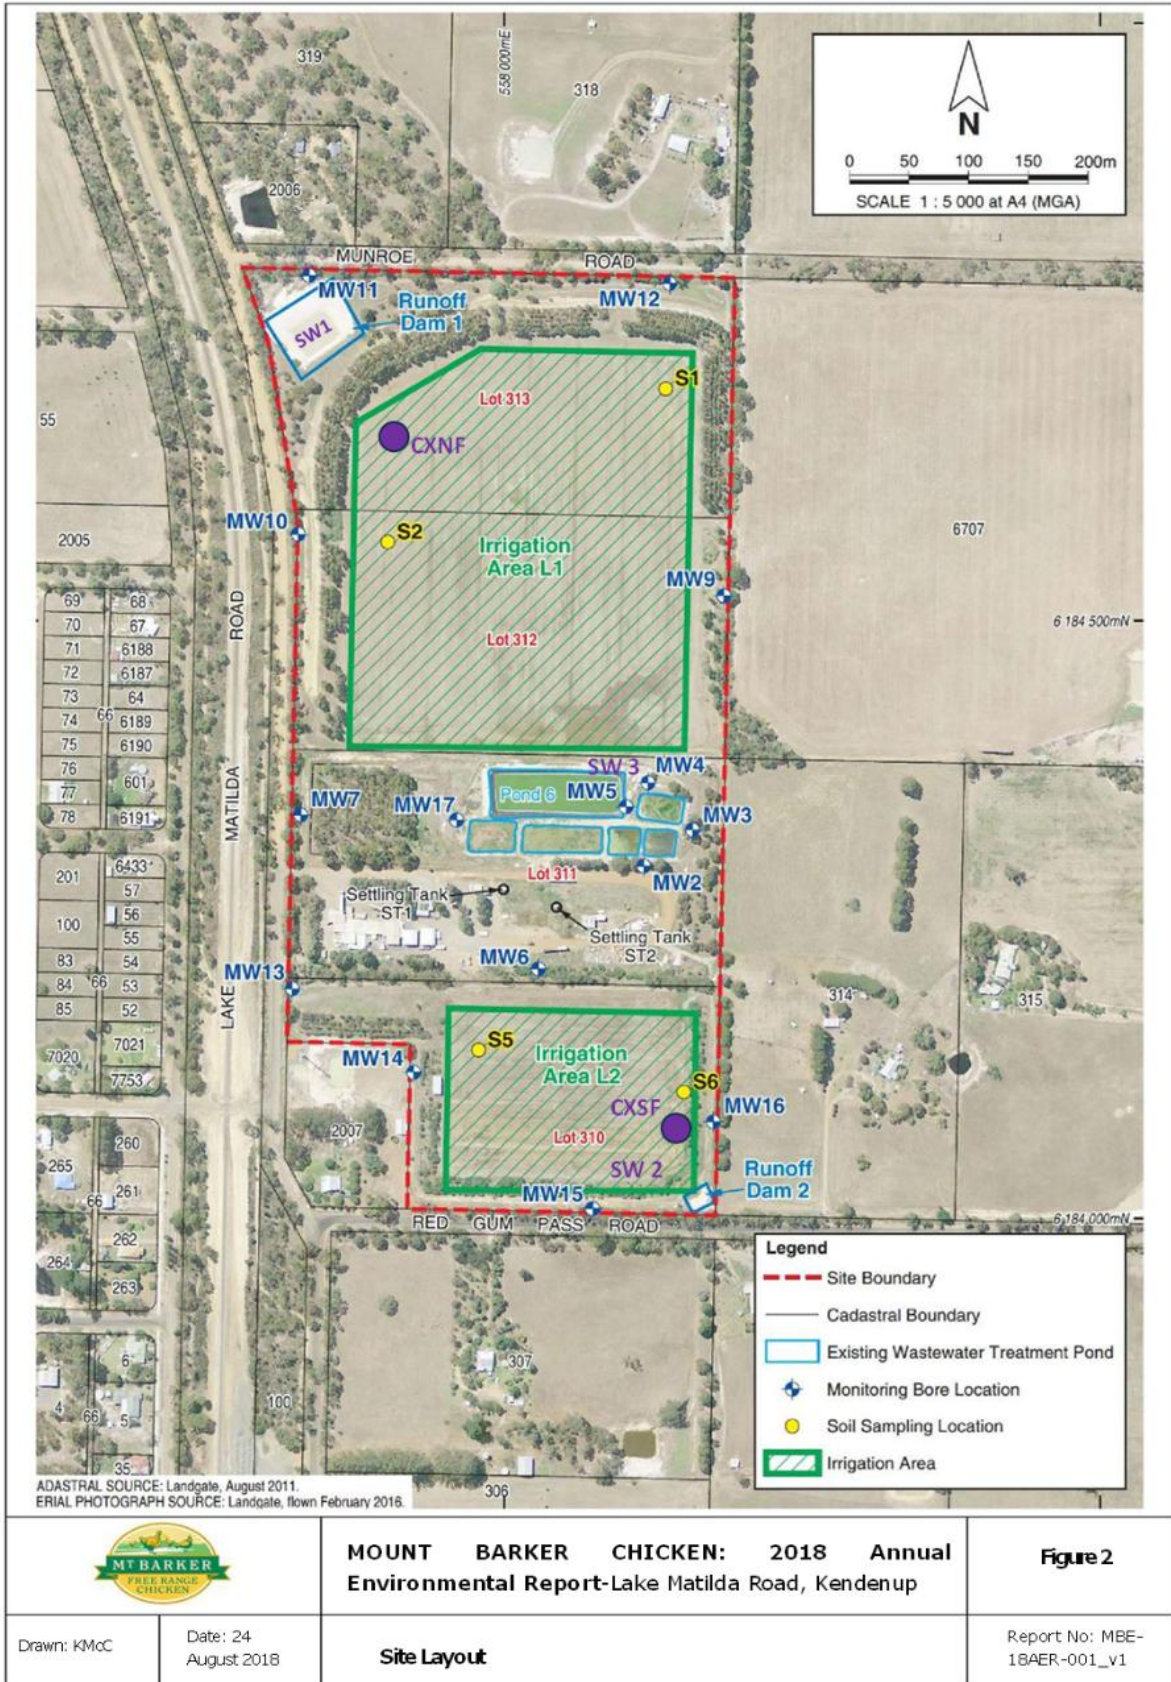 319
558 000mE
318
N
0 50 100 150 200m
SCALE 1 : 5 000 at A4 (MGA)
2006
MUNROE ROAD
MW11
MW12
Runoff
Dam 1
SW1
S1
Lot 313
55
CXNF
MW10
S2
2005
Irrigation
Area L1
6707
MW9
69 68
70 67
71 6188
72 6187
73 64
74 66 6189
75 6190
76
77 601
78 6191
ROAD
MATILDA
LAKE
6 184 500mN
Lot 312
SW 3
MW4
Pond 6
MW5
MW7
MW17
MW3
Lot 311
MW2
201 6433
57
100 56
55
83 54
84 66 53
85 52
7020 7021
7753
Settling Tank
ST1
Settling Tank
ST2
MW6
MW13
314
315
MW14
S5
Irrigation
Area L2
S6
CXSF
MW16
Lot 310
SW 2
2007
260
265
66 261
262
264
263
Runoff
Dam 2
MW15
RED GUM PASS ROAD
6 184 000mN
307
6
4
66 5
35
100
306
Legend
Site Boundary
Cadastral Boundary
Existing Wastewater Treatment Pond
Monitoring Bore Location
Soil Sampling Location
Irrigation Area
ADASTRAL SOURCE: Landgate, August 2011.
ERIAL PHOTOGRAPH SOURCE: Landgate, flown February 2016.
MT BARKER
FREE RANGE
CHICKEN
MOUNT BARKER CHICKEN: 2018 Annual
Environmental Report-Lake Matilda Road, Kendenup
Figure 2
Drawn: KMcC
Date: 24
August 2018
Site Layout
Report No: MBE-
18AER-001_v1